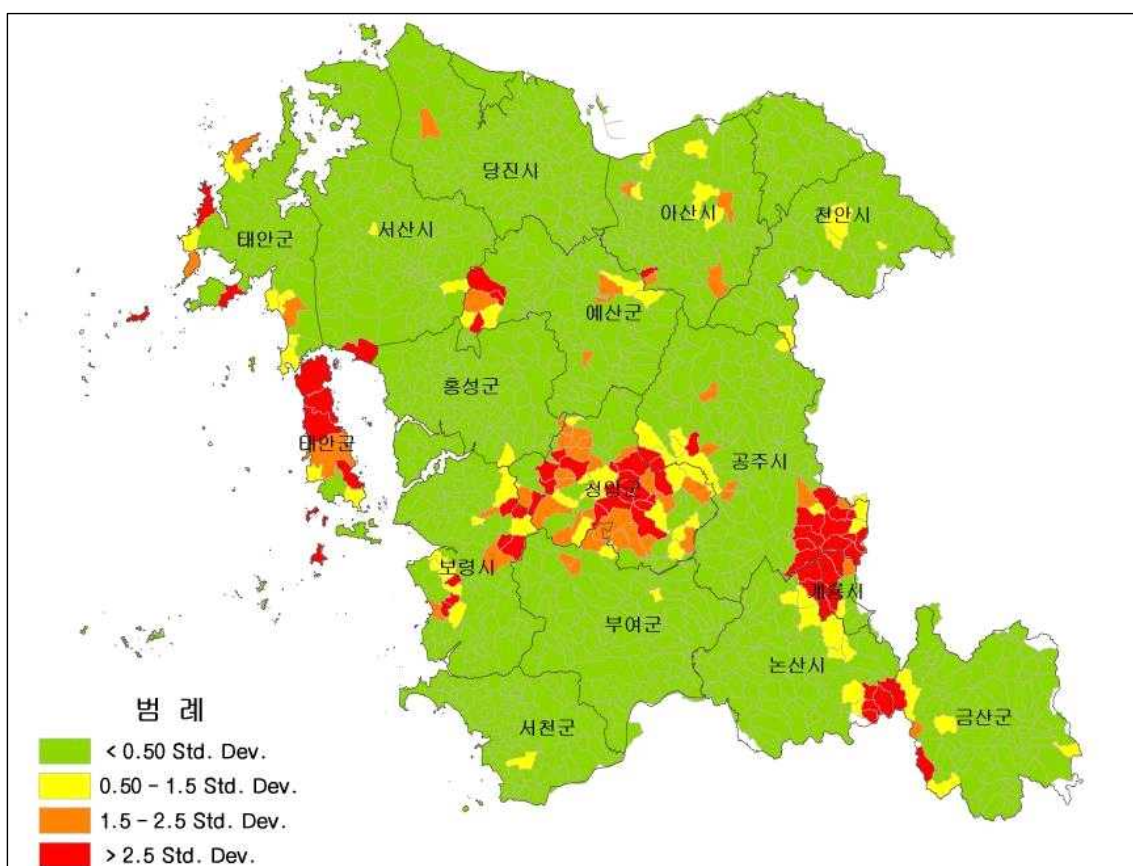 당진시
아산시
천안시
태안군
서산시
예산군
홍성군
태안군
청양군
공주시
계룡시
보령시
부여군
논산시
서천군
금산군
범 례
< 0.50 Std. Dev.
0.50 - 1.5 Std. Dev.
1.5 - 2.5 Std. Dev.
> 2.5 Std. Dev.